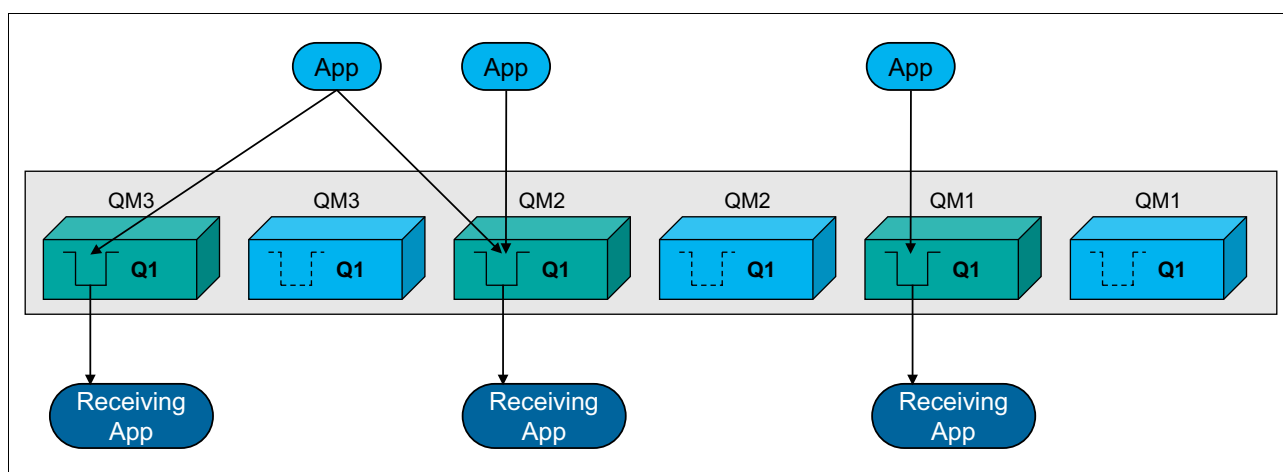 App
App
App
QM3
QM3
QM2
QM2
QM1
QM1
Q1
Q1
Q1
Q1
Q1
Q1
Receiving
App
Receiving
App
Receiving
App